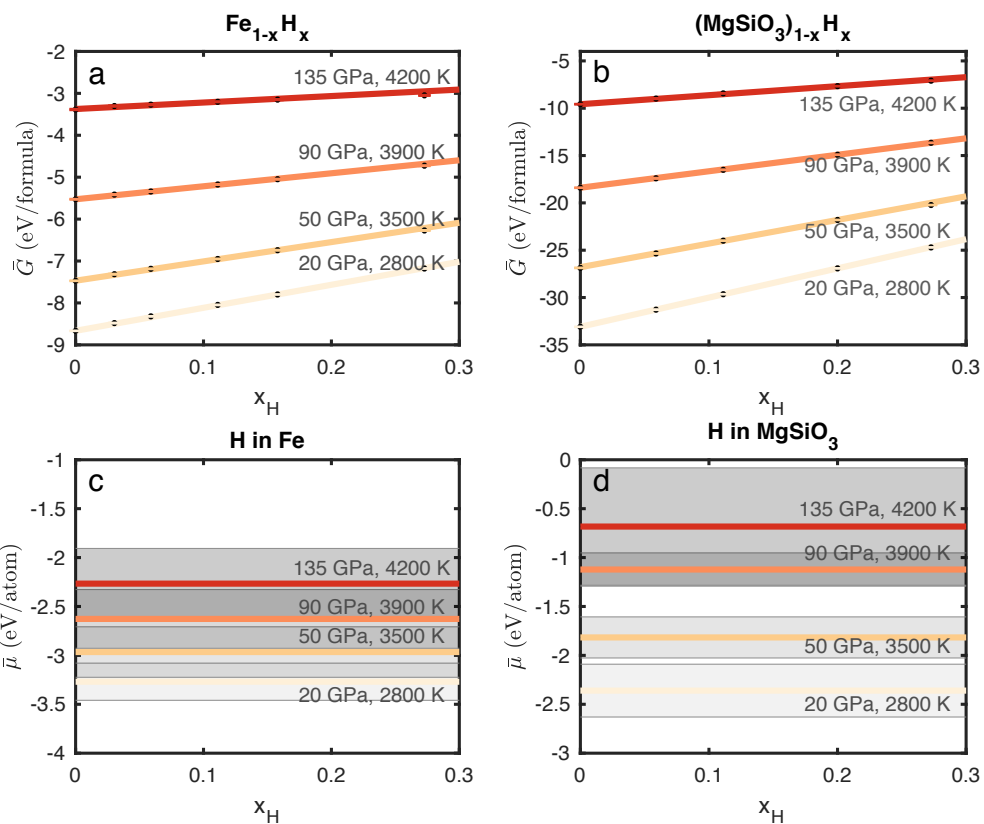 Fe1-xHx
a
-2
-3
-4
-5
-6
-7
-8
-9
0
0.1
0.2
0.3
Ḡ (eV/formula)
xH
135 GPa, 4200 K
90 GPa, 3900 K
50 GPa, 3500 K
20 GPa, 2800 K
(MgSiO3)1-xHx
b
-5
-10
-15
-20
-25
-30
-35
0
0.1
0.2
0.3
Ḡ (eV/formula)
xH
135 GPa, 4200 K
90 GPa, 3900 K
50 GPa, 3500 K
20 GPa, 2800 K
H in Fe
c
-1
-1.5
-2
-2.5
-3
-3.5
-4
0
0.1
0.2
0.3
μ̄ (eV/atom)
xH
135 GPa, 4200 K
90 GPa, 3900 K
50 GPa, 3500 K
20 GPa, 2800 K
H in MgSiO3
d
0
-0.5
-1
-1.5
-2
-2.5
-3
0
0.1
0.2
0.3
μ̄ (eV/atom)
xH
135 GPa, 4200 K
90 GPa, 3900 K
50 GPa, 3500 K
20 GPa, 2800 K